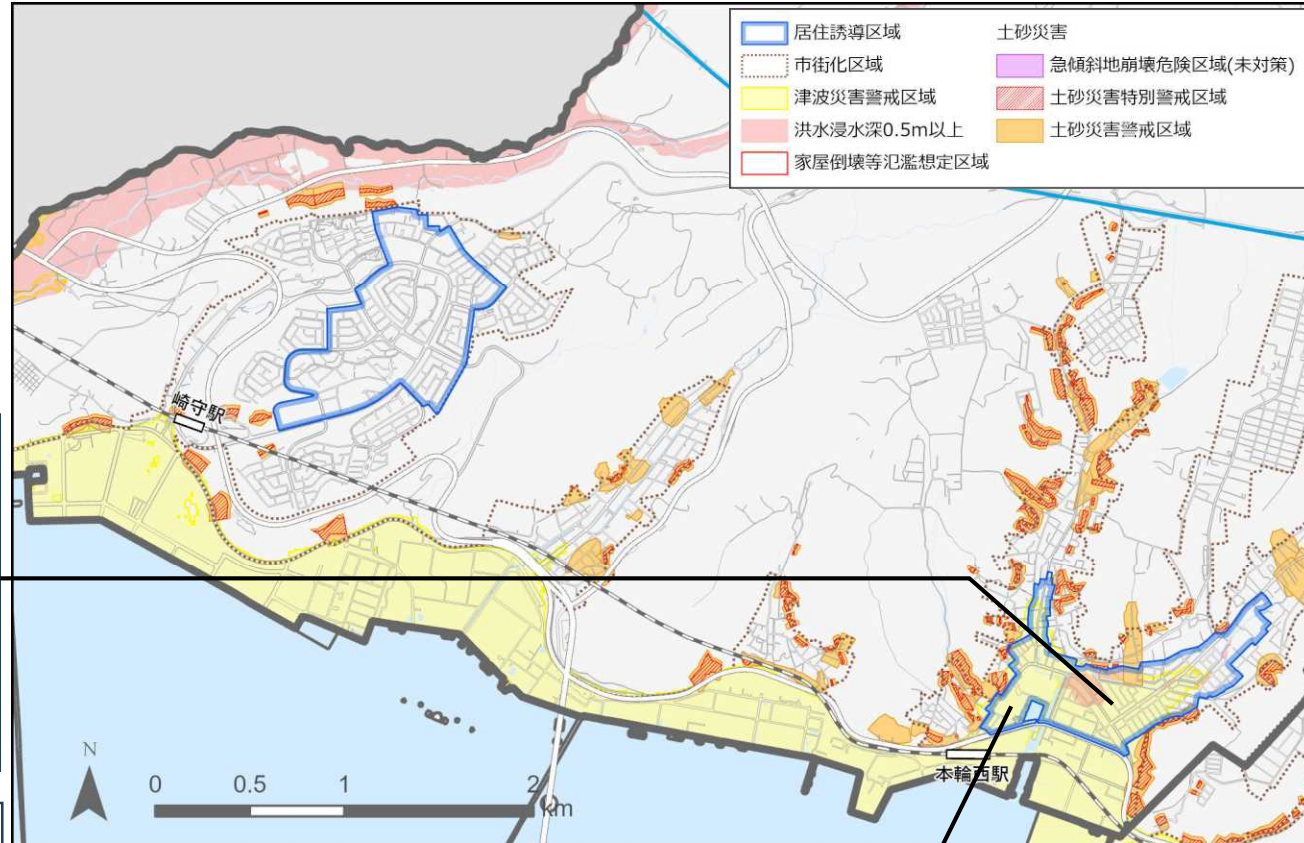 居住誘導区域
市街化区域
津波災害警戒区域
洪水浸水深0.5m以上
家屋倒壊等氾濫想定区域
土砂災害
急傾斜地崩壊危険区域(未対策)
土砂災害特別警戒区域
土砂災害警戒区域
崎守駅
本輪西駅
N
0 0.5 1 2
km